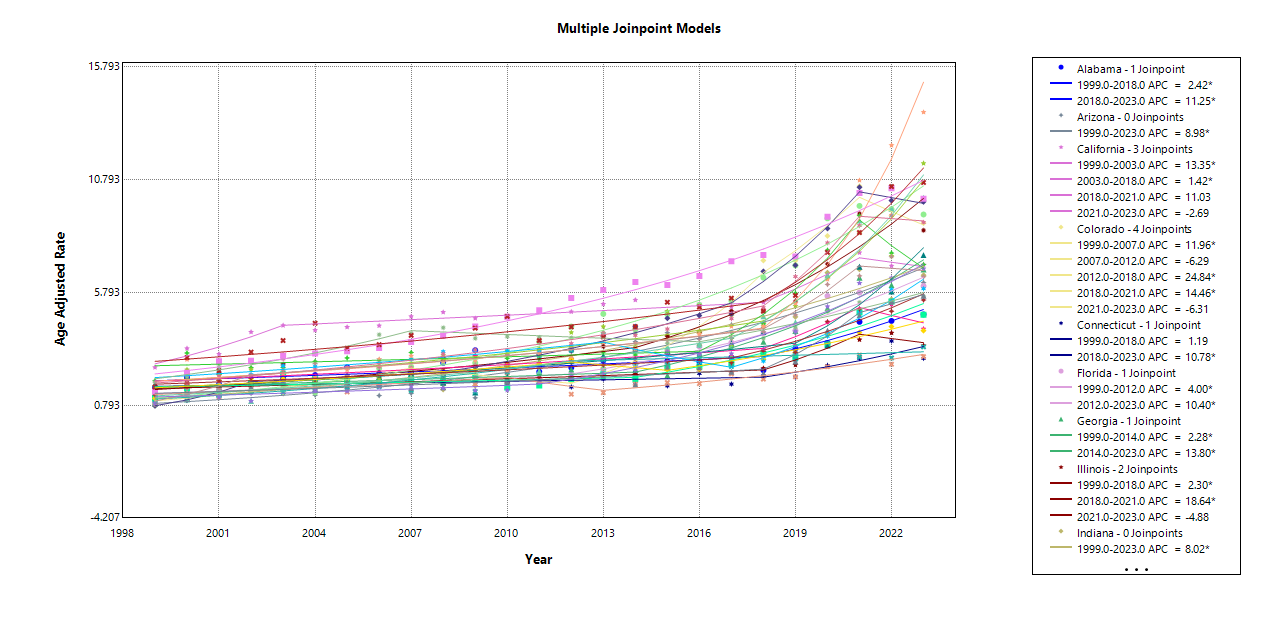 Multiple Joinpoint Models
Age Adjusted Rate
15.793
10.793
5.793
0.793
-4.207
1998
2001
2004
2007
2010
2013
2016
2019
2022
Year
Alabama - 1 Joinpoint
1999.0-2018.0 APC = 2.42*
2018.0-2023.0 APC = 11.25*
Arizona - 0 Joinpoints
1999.0-2023.0 APC = 8.98*
California - 3 Joinpoints
1999.0-2003.0 APC = 13.35*
2003.0-2018.0 APC = 1.42*
2018.0-2021.0 APC = 11.03
2021.0-2023.0 APC = -2.69
Colorado - 4 Joinpoints
1999.0-2007.0 APC = 11.96*
2007.0-2012.0 APC = -6.29
2012.0-2018.0 APC = 24.84*
2018.0-2021.0 APC = 14.46*
2021.0-2023.0 APC = -6.31
Connecticut - 1 Joinpoint
1999.0-2018.0 APC = 1.19
2018.0-2023.0 APC = 10.78*
Florida - 1 Joinpoint
1999.0-2012.0 APC = 4.00*
2012.0-2023.0 APC = 10.40*
Georgia - 1 Joinpoint
1999.0-2014.0 APC = 2.28*
2014.0-2023.0 APC = 13.80*
Illinois - 2 Joinpoints
1999.0-2018.0 APC = 2.30*
2018.0-2021.0 APC = 18.64*
2021.0-2023.0 APC = -4.88
Indiana - 0 Joinpoints
1999.0-2023.0 APC = 8.02*
...